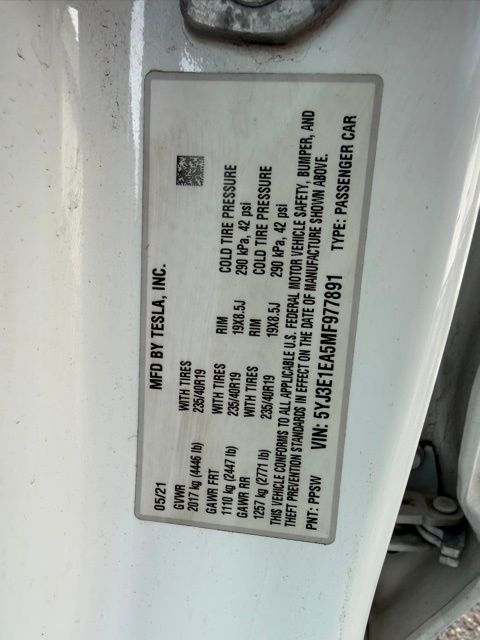 MFD BY TESLA, INC.
05/21
GVWR WITH TIRES
2017 kg (4446 lb) 235/40R19
GAWR FRT WITH TIRES RIM COLD TIRE PRESSURE
1110 kg (2447 lb) 235/40R19 19X8.5J 290 kPa, 42 psi
GAWR RR WITH TIRES RIM COLD TIRE PRESSURE
1257 kg (2771 lb) 235/40R19 19X8.5J 290 kPa, 42 psi
THIS VEHICLE CONFORMS TO ALL APPLICABLE U.S. FEDERAL MOTOR VEHICLE SAFETY, BUMPER, AND
THEFT PREVENTION STANDARDS IN EFFECT ON THE DATE OF MANUFACTURE SHOWN ABOVE.
VIN: 5YJ3E1EA5MF977891
PNT: PPSW TYPE: PASSENGER CAR